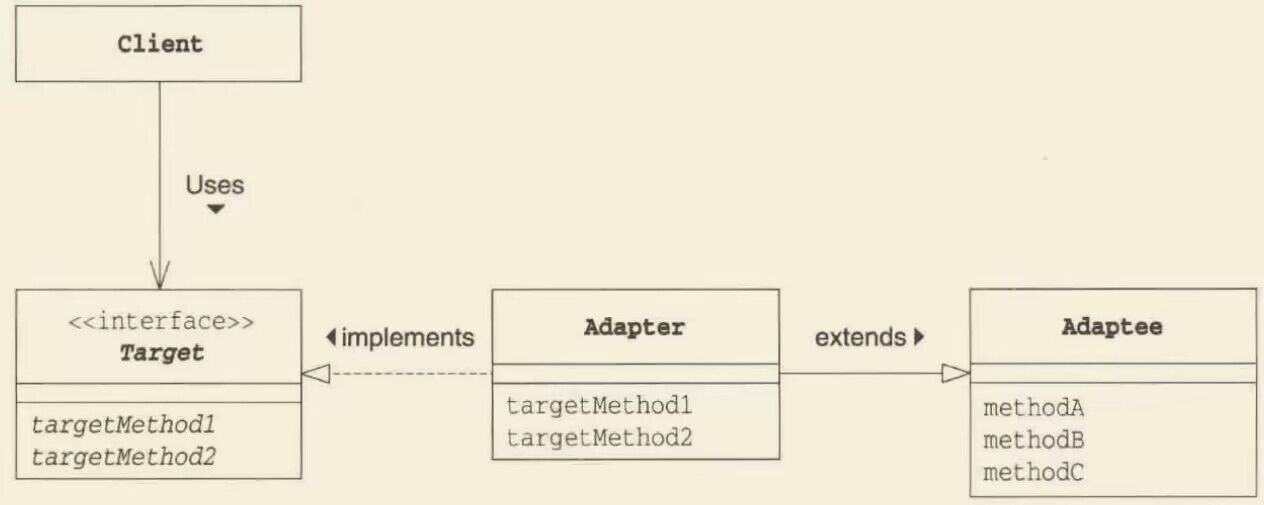 Client
Uses
<<interface>>
Target
targetMethod1
targetMethod2
implements
Adapter
targetMethod1
targetMethod2
extends
Adaptee
methodA
methodB
methodC